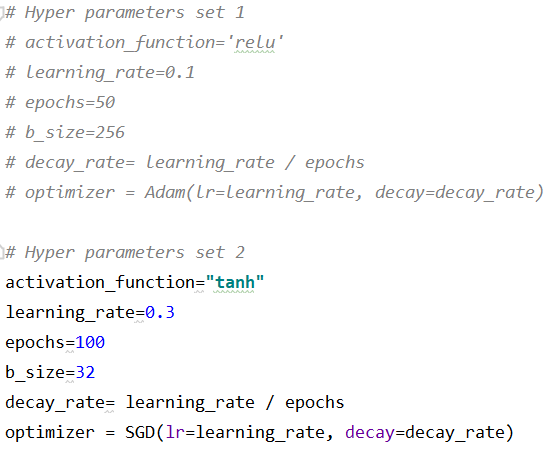 # Hyper parameters set 1
# activation_function='relu'
# learning_rate=0.1
# epochs=50
# b_size=256
# decay_rate= learning_rate / epochs
# optimizer = Adam(lr=learning_rate, decay=decay_rate)
# Hyper parameters set 2
activation_function="tanh"
learning_rate=0.3
epochs=100
b_size=32
decay_rate= learning_rate / epochs
optimizer = SGD(lr=learning_rate, decay=decay_rate)